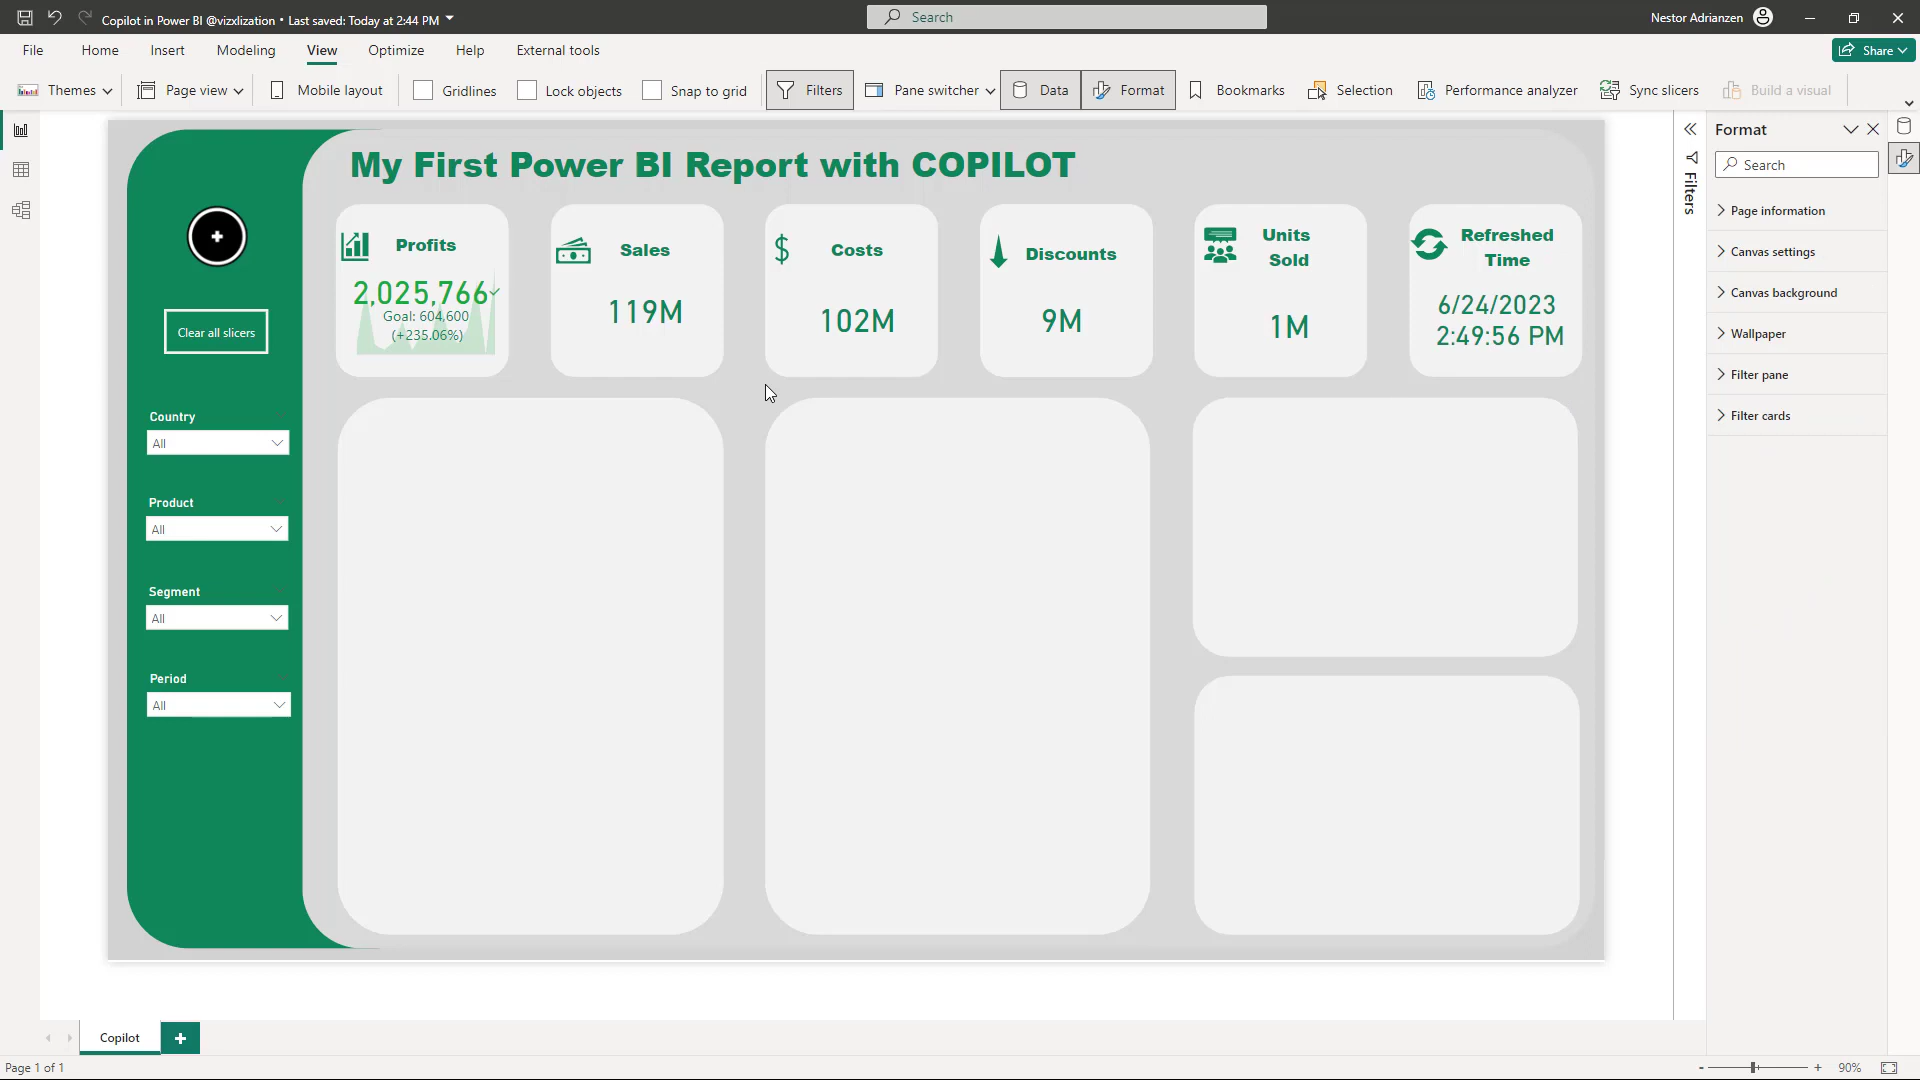 Copilot in Power BI @vizxlization • Last saved: Today at 2:44 PM
Search
Nestor Adrianzen
File
Home
Insert
Modeling
View
Optimize
Help
External tools
Share
Themes
Page view
Mobile layout
Gridlines
Lock objects
Snap to grid
Filters
Pane switcher
Data
Format
Bookmarks
Selection
Performance analyzer
Sync slicers
Build a visual
My First Power BI Report with COPILOT
Clear all slicers
Country
All
Product
All
Segment
All
Period
All
Profits
2,025,766
Goal: 604,600
(+235.06%)
Sales
119M
$
Costs
102M
Discounts
9M
Units
Sold
1M
Refreshed
Time
6/24/2023
2:49:56 PM
Filters
Format
Search
Page information
Canvas settings
Canvas background
Wallpaper
Filter pane
Filter cards
Copilot
Page 1 of 1
90%